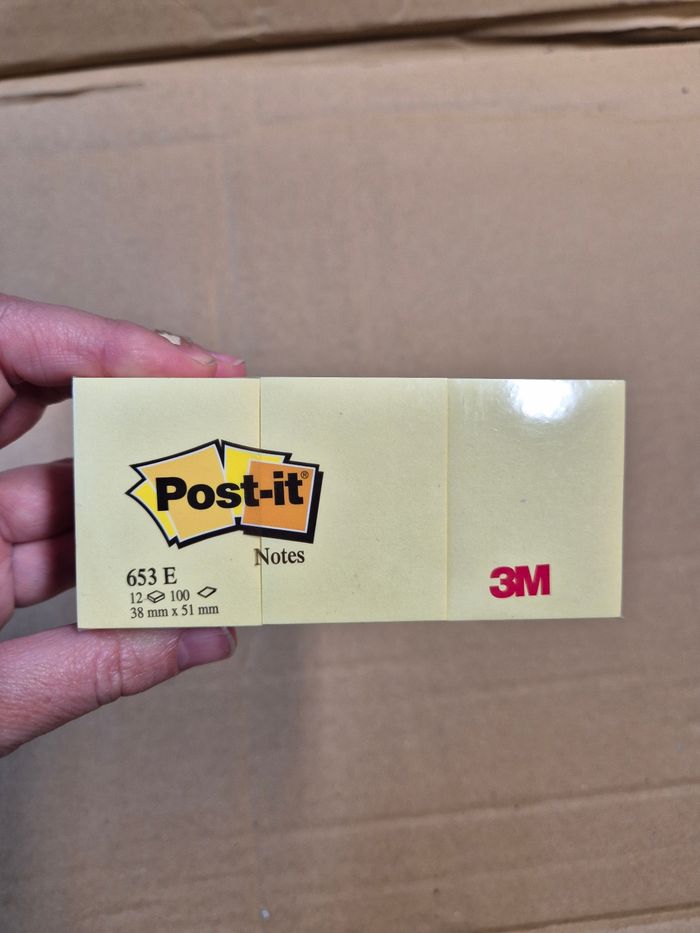 Post-it®
Notes
653 E
12 100
38 mm x 51 mm
3M